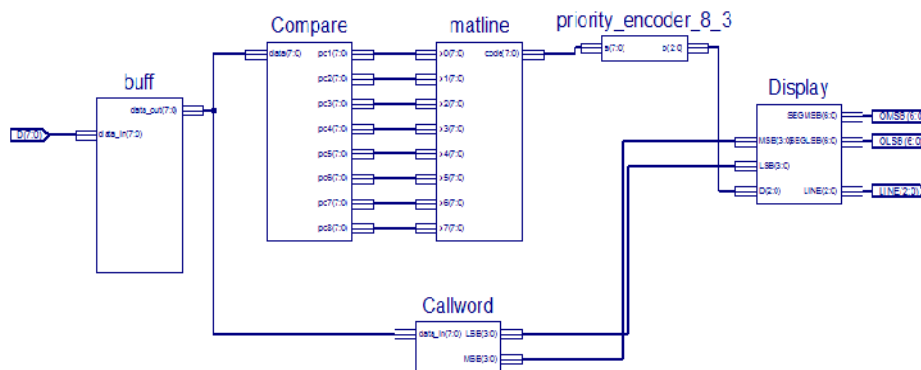 Compare
matline
priority_encoder_8_3
data(7:0)
pc1(7:0)
pc2(7:0)
pc3(7:0)
pc4(7:0)
pc5(7:0)
pc6(7:0)
pc7(7:0)
pc8(7:0)
x0(7:0)
x1(7:0)
x2(7:0)
x3(7:0)
x4(7:0)
x5(7:0)
x6(7:0)
x7(7:0)
code(7:0)
buff
data_out(7:0)
data_in(7:0)
D(7:0)
Display
SEGMSB(6:0)
MSB(3:0)
SEGLSB(6:0)
LSB(3:0)
D(2:0)
LINE(2:0)
OMSB(6:0)
OLSB(6:0)
LINE(2:0)
Callword
data_in(7:0)
LSB(3:0)
MSB(3:0)